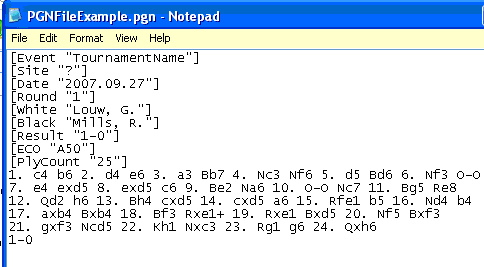 PGNFileExample.pgn - Notepad
File Edit Format View Help
[Event "TournamentName"]
[Site "?"]
[Date "2007.09.27"]
[Round "1"]
[White "Louw, G."]
[Black "Mills, R."]
[Result "1-0"]
[ECO "A50"]
[PlyCount "25"]
1. c4 b6 2. d4 e6 3. a3 Bb7 4. Nc3 Nf6 5. d5 Bd6 6. Nf3 O-O
7. e4 exd5 8. exd5 c6 9. Be2 Na6 10. O-O Nc7 11. Bg5 Re8
12. Qd2 h6 13. Bh4 cxd5 14. cxd5 a6 15. Rfe1 b5 16. Nd4 b4
17. axb4 Bxb4 18. Bf3 Rxe1+ 19. Rxe1 Bxd5 20. Nf5 Bxf3
21. gxf3 Ncd5 22. Kh1 Nxc3 23. Rg1 g6 24. Qxh6
1-0